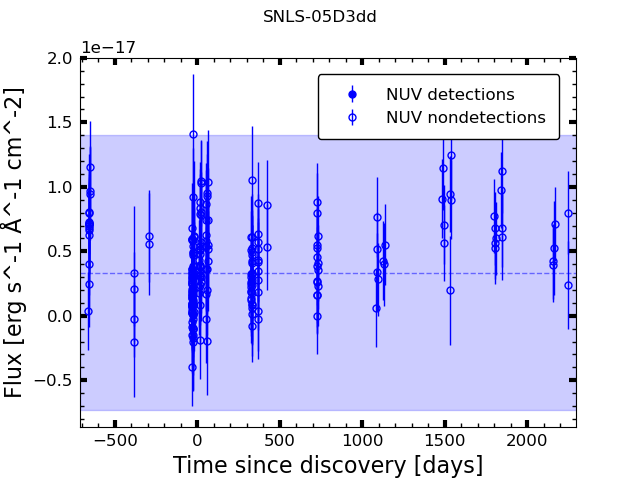 SNLS-05D3dd
1e−17
2.0
1.5
1.0
0.5
0.0
−0.5
Flux [erg s^-1 Å^-1 cm^-2]
NUV detections
NUV nondetections
−500 0 500 1000 1500 2000
Time since discovery [days]